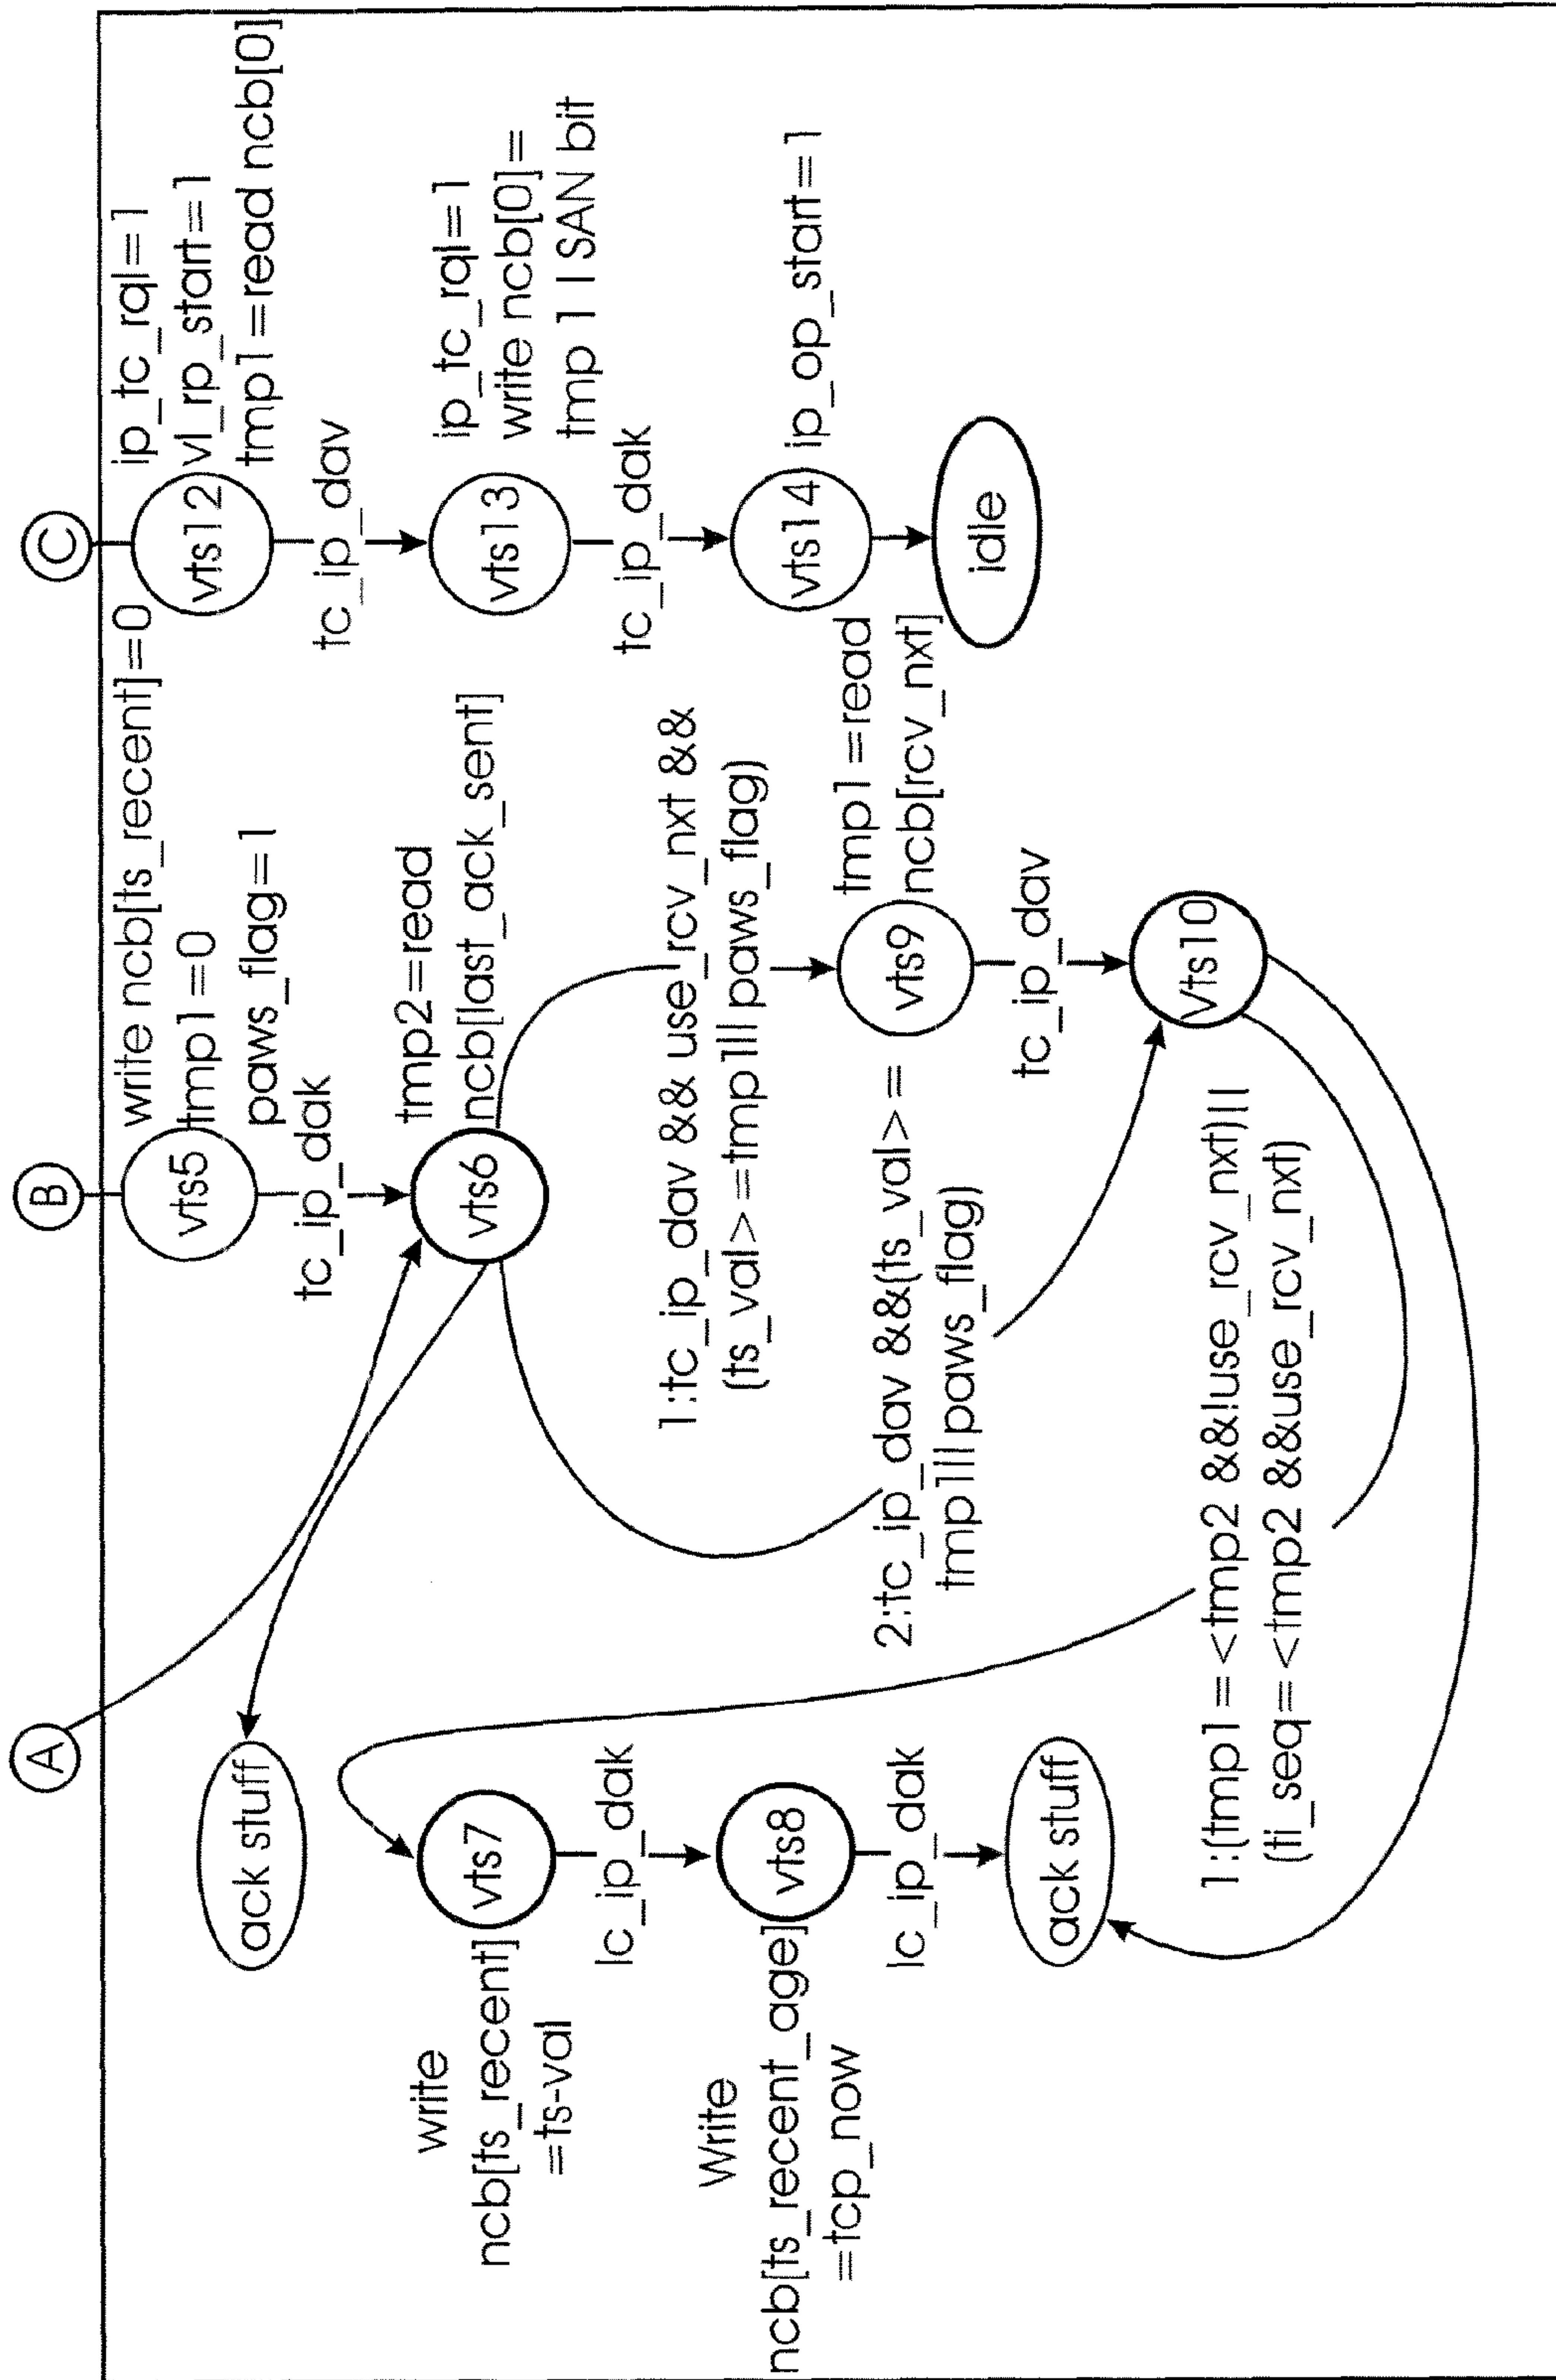 A
B
C
write ncb[ts_recent]=0
vts5
tmp1=0
paws_flag=1
tc_ip_dak
ip_tc_rql=1
vts12
vl_rp_start=1
tmp1=read ncb[0]
tc_ip_dav
ack stuff
vts6
tmp2=read
ncb[last_ack_sent]
vts13
ip_tc_rql=1
write ncb[0]=
tmp 1 | SAN bit
tc_ip_dak
write
ncb[ts_recent]
=ts-val
vts7
lc_ip_dak
1:tc_ip_dav && use_rcv_nxt &&
(ts_val>=tmp1||paws_flag)
vts14
ip_op_start=1
idle
Write
ncb[ts_recent_age]
=tcp_now
vts8
lc_ip_dak
2:tc_ip_dav &&(ts_val>=
tmp1||paws_flag)
vts9
tmp1=read
ncb[rcv_nxt]
tc_ip_dav
ack stuff
Vts10
1:(tmp1=<tmp2 &&!use_rcv_nxt)||
(ti_seq=<tmp2 &&use_rcv_nxt)